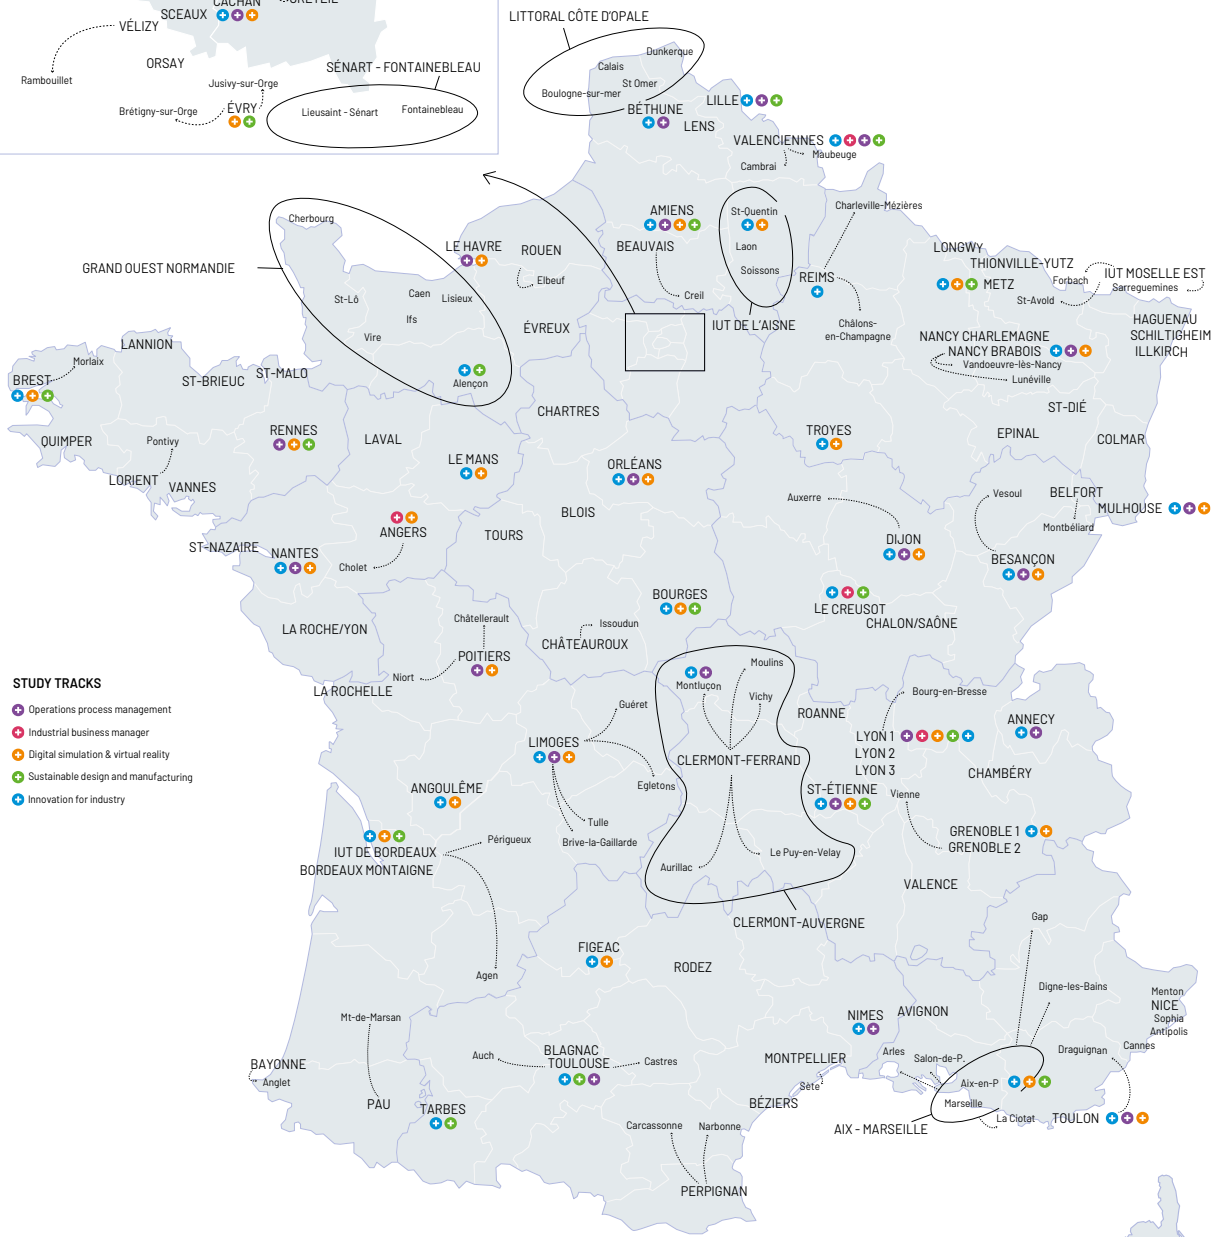 CACHAN
CRÉTEIL
SCEAUX
VÉLIZY
ORSAY
Rambouillet
Jusivy-sur-Orge
Brétigny-sur-Orge
ÉVRY
SÉNART - FONTAINEBLEAU
Lieusaint - Sénart
Fontainebleau
LITTORAL CÔTE D'OPALE
Dunkerque
Calais
St Omer
Boulogne-sur-mer
BÉTHUNE
LILLE
LENS
VALENCIENNES
Maubeuge
Cambrai
Cherbourg
GRAND OUEST NORMANDIE
St-Lô
Caen
Lisieux
Ifs
Vire
Alençon
LE HAVRE
ROUEN
Elbeuf
ÉVREUX
AMIENS
BEAUVAIS
Creil
St-Quentin
Laon
Soissons
IUT DE L'AISNE
Charleville-Mézières
REIMS
Châlons-
en-Champagne
LONGWY
THIONVILLE-YUTZ
METZ
Forbach
St-Avold
IUT MOSELLE EST
Sarreguemines
HAGUENAU
SCHILTIGHEIM
ILLKIRCH
NANCY CHARLEMAGNE
NANCY BRABOIS
Vandoeuvre-lès-Nancy
Lunéville
ST-DIÉ
EPINAL
COLMAR
LANNION
Morlaix
BREST
ST-BRIEUC
ST-MALO
QUIMPER
Pontivy
LORIENT
VANNES
RENNES
LAVAL
LE MANS
CHARTRES
ORLÉANS
TROYES
BLOIS
TOURS
ANGERS
Cholet
ST-NAZAIRE
NANTES
LA ROCHE/YON
Auxerre
DIJON
Vesoul
BELFORT
MULHOUSE
Montbéliard
BESANÇON
LE CREUSOT
CHALON/SAÔNE
BOURGES
Issoudun
CHÂTEAUROUX
Châtellerault
POITIERS
Niort
LA ROCHELLE
STUDY TRACKS
Operations process management
Industrial business manager
Digital simulation & virtual reality
Sustainable design and manufacturing
Innovation for industry
Moulins
Montluçon
Vichy
CLERMONT-FERRAND
Aurillac
Le Puy-en-Velay
CLERMONT-AUVERGNE
ROANNE
Bourg-en-Bresse
LYON 1
LYON 2
LYON 3
ANNECY
CHAMBÉRY
ST-ÉTIENNE
Vienne
GRENOBLE 1
GRENOBLE 2
VALENCE
Guéret
LIMOGES
Egletons
Tulle
Brive-la-Gaillarde
ANGOULÊME
IUT DE BORDEAUX
BORDEAUX MONTAIGNE
Périgueux
Agen
FIGEAC
RODEZ
Mt-de-Marsan
BAYONNE
Anglet
PAU
TARBES
Auch
BLAGNAC
TOULOUSE
Castres
Carcassonne
Narbonne
PERPIGNAN
NIMES
AVIGNON
MONTPELLIER
Sète
BÉZIERS
Gap
Digne-les-Bains
Arles
Salon-de-P.
Aix-en-P
Marseille
La Ciotat
AIX - MARSEILLE
Draguignan
TOULON
Menton
NICE
Sophia
Antipolis
Cannes